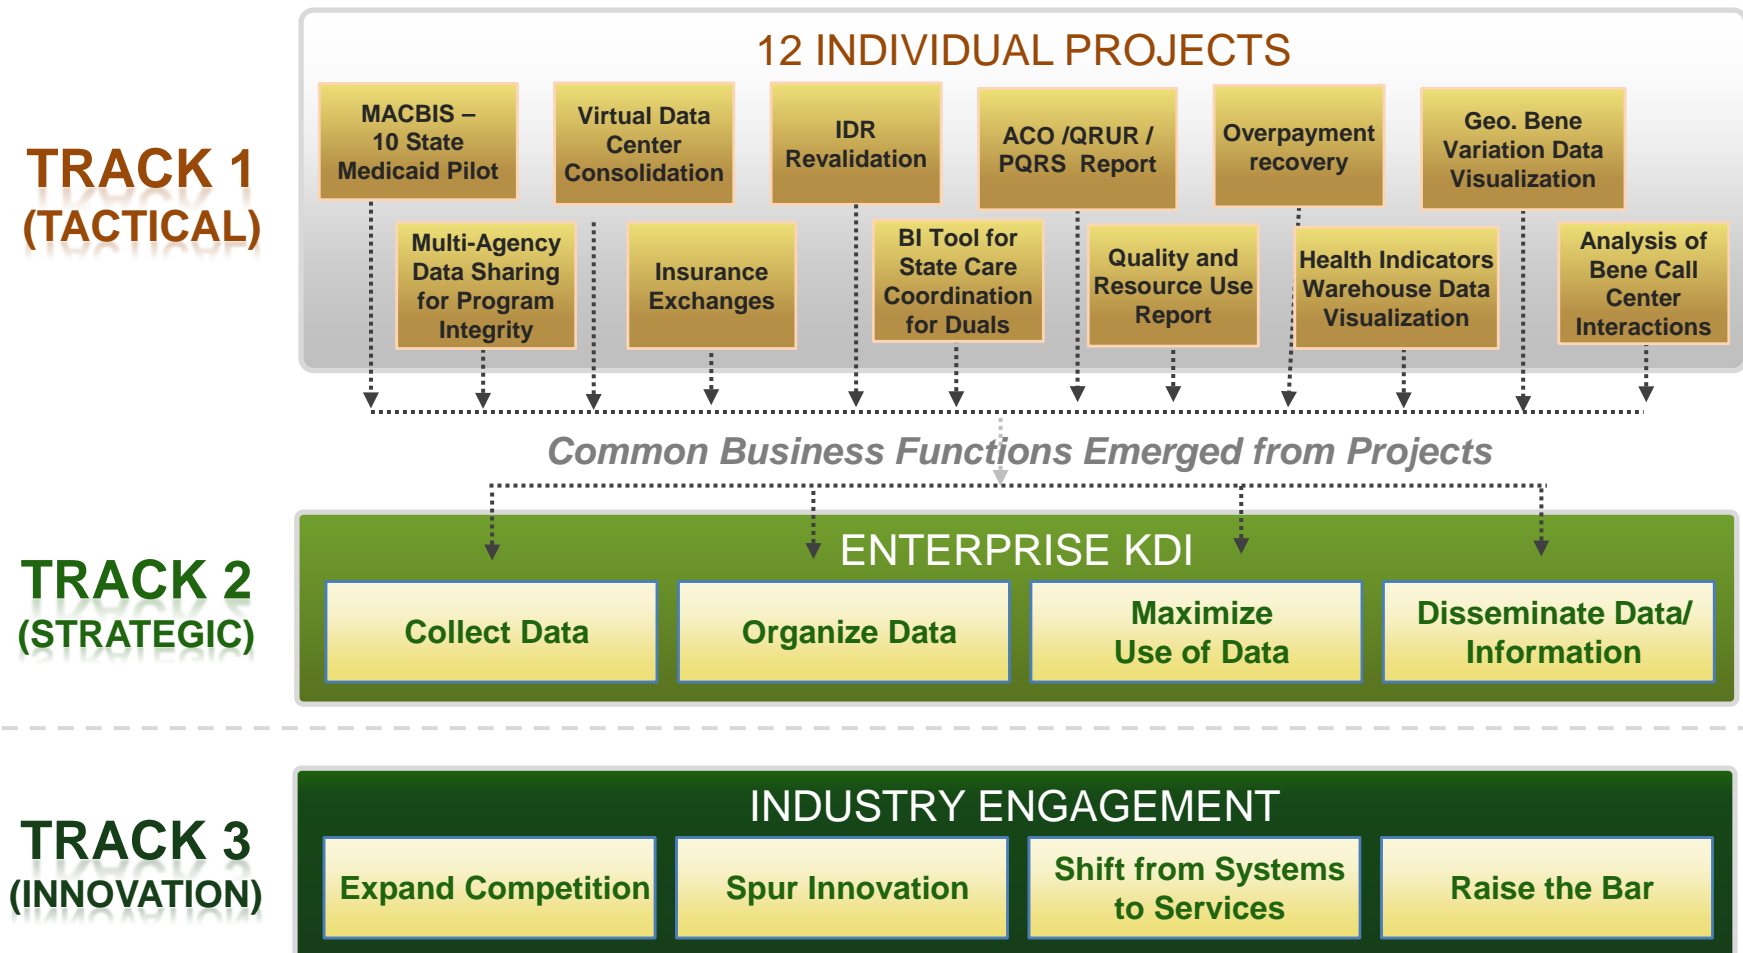 12 INDIVIDUAL PROJECTS
TRACK 1
(TACTICAL)
MACBIS –
10 State
Medicaid Pilot
Virtual Data
Center
Consolidation
IDR
Revalidation
ACO /QRUR /
PQRS Report
Overpayment
recovery
Geo. Bene
Variation Data
Visualization
Multi-Agency
Data Sharing
for Program
Integrity
Insurance
Exchanges
BI Tool for
State Care
Coordination
for Duals
Quality and
Resource Use
Report
Health Indicators
Warehouse Data
Visualization
Analysis of
Bene Call
Center
Interactions
Common Business Functions Emerged from Projects
TRACK 2
(STRATEGIC)
ENTERPRISE KDI
Collect Data
Organize Data
Maximize
Use of Data
Disseminate Data/
Information
TRACK 3
(INNOVATION)
INDUSTRY ENGAGEMENT
Expand Competition
Spur Innovation
Shift from Systems
to Services
Raise the Bar